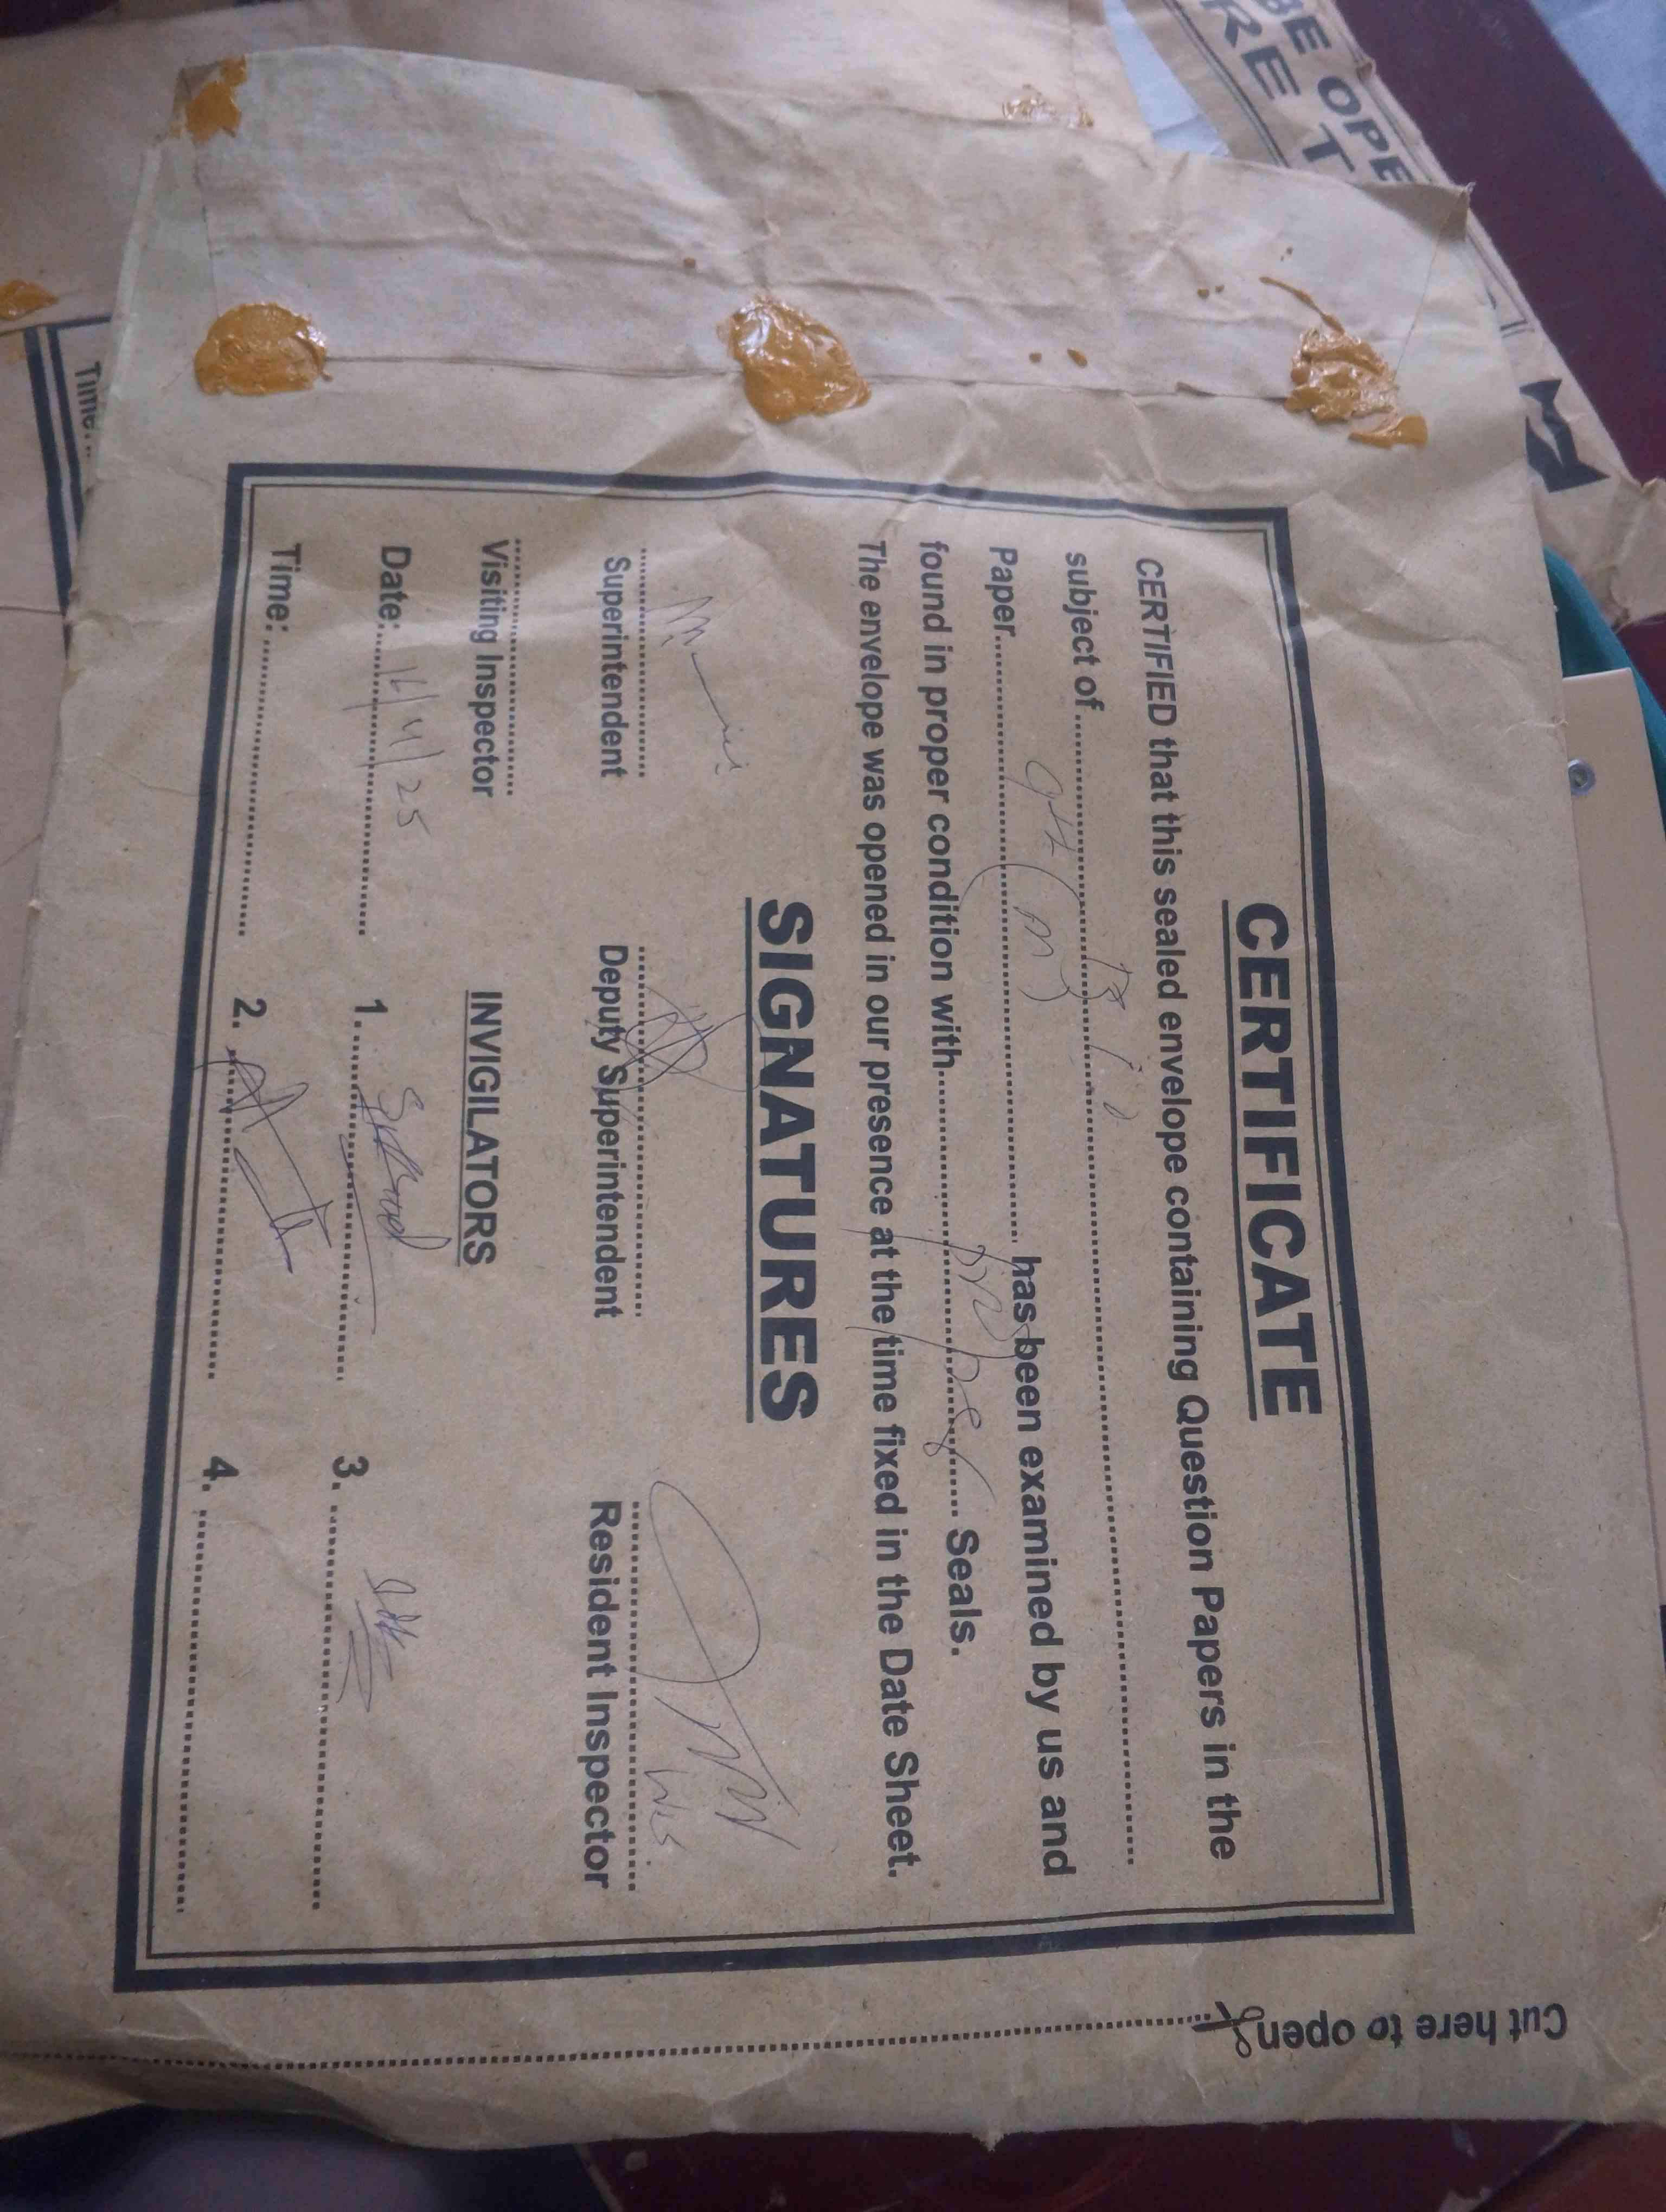 CERTIFICATE
CERTIFIED that this sealed envelope containing Question Papers in the
subject of
Paper 9th (m) has been examined by us and
found in proper condition with Seals.
The envelope was opened in our presence at the time fixed in the Date Sheet.
SIGNATURES
Superintendent Deputy Superintendent Resident Inspector
Visiting Inspector INVIGILATORS
Date: 16/4/25 1. 3.
Time: 2. 4.
Cut here to open
BE OPE
RE T
Time